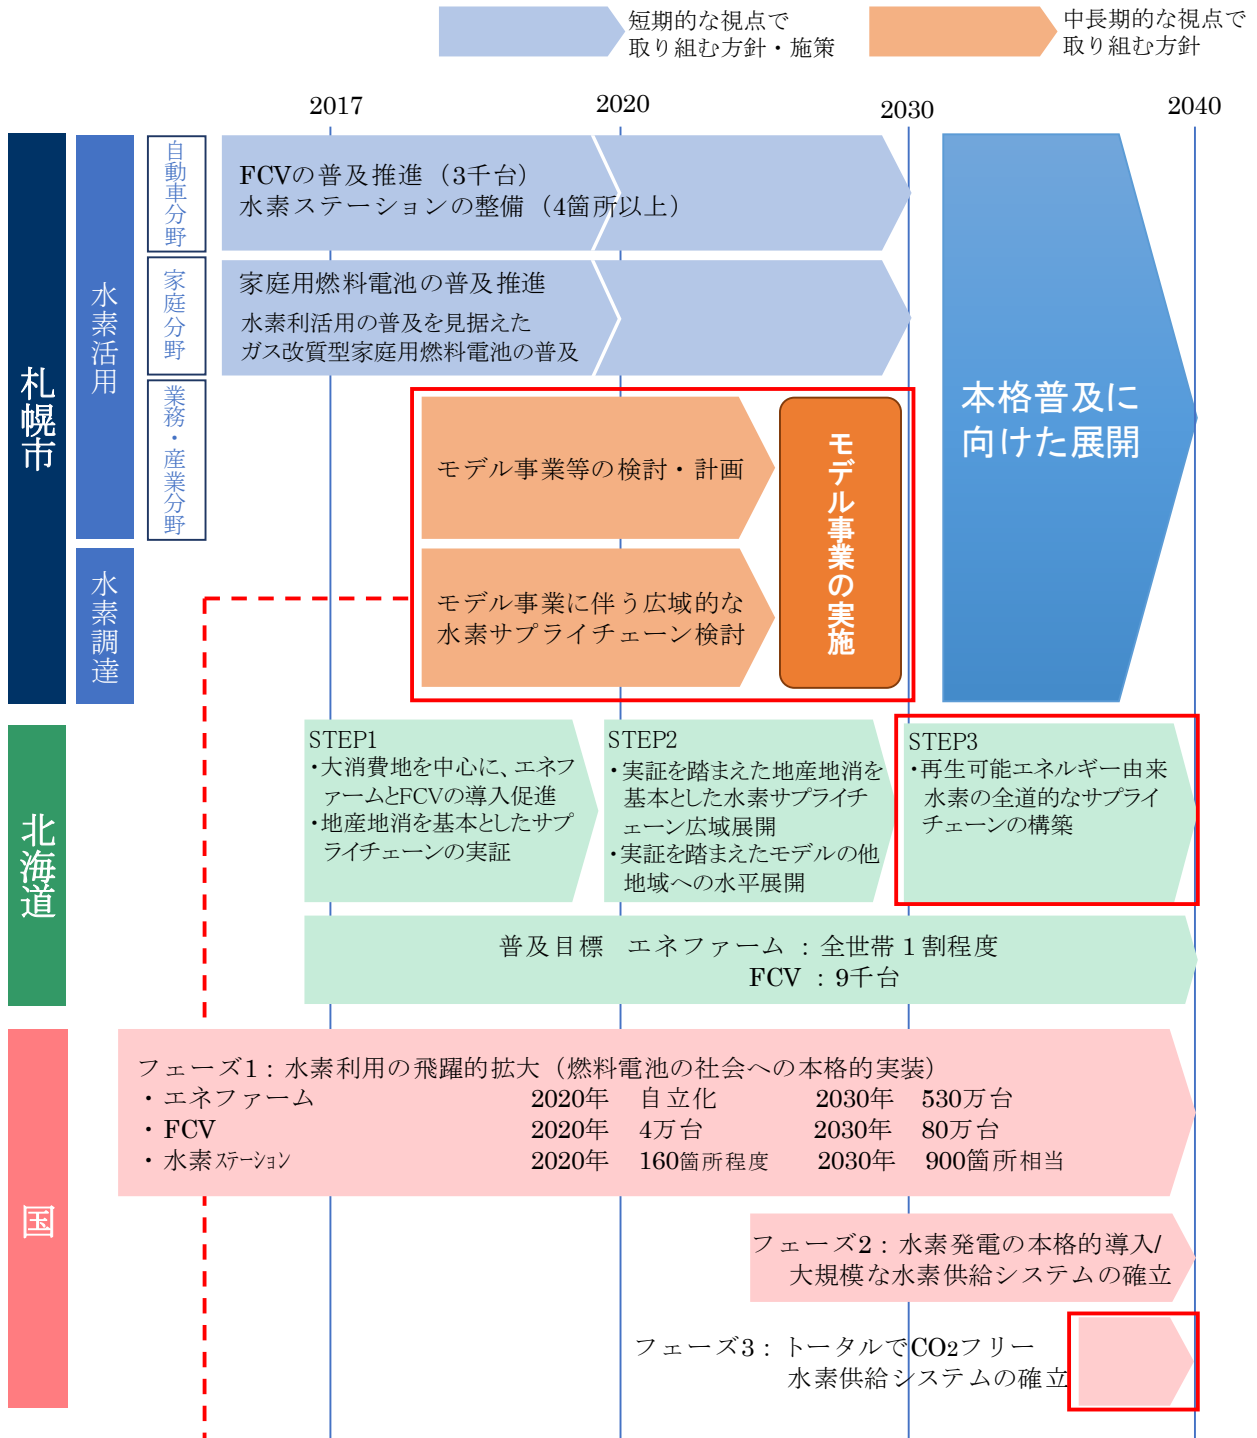 短期的な視点で
取り組む方針・施策
中長期的な視点で
取り組む方針
2017
2020
2030
2040
札幌市
水素活用
自動車分野
FCVの普及推進（3千台）
水素ステーションの整備（4箇所以上）
家庭分野
家庭用燃料電池の普及推進
水素利活用の普及を見据えた
ガス改質型家庭用燃料電池の普及
業務・産業分野
モデル事業等の検討・計画
水素調達
モデル事業に伴う広域的な
水素サプライチェーン検討
モデル事業の実施
本格普及に
向けた展開
北海道
STEP1
・大消費地を中心に、エネフ
ァームとFCVの導入促進
・地産地消を基本としたサプ
ライチェーンの実証
STEP2
・実証を踏まえた地産地消を
基本とした水素サプライチ
ェーン広域展開
・実証を踏まえたモデルの他
地域への水平展開
STEP3
・再生可能エネルギー由来
水素の全道的なサプライ
チェーンの構築
普及目標　エネファーム：全世帯１割程度
FCV：9千台
国
フェーズ1：水素利用の飛躍的拡大（燃料電池の社会への本格的実装）
・エネファーム　2020年　自立化　2030年　530万台
・FCV　2020年　4万台　2030年　80万台
・水素ｽﾃｰｼｮﾝ　2020年　160箇所程度　2030年　900箇所相当
フェーズ2：水素発電の本格的導入/
大規模な水素供給システムの確立
フェーズ3：トータルでCO2フリー
水素供給システムの確立